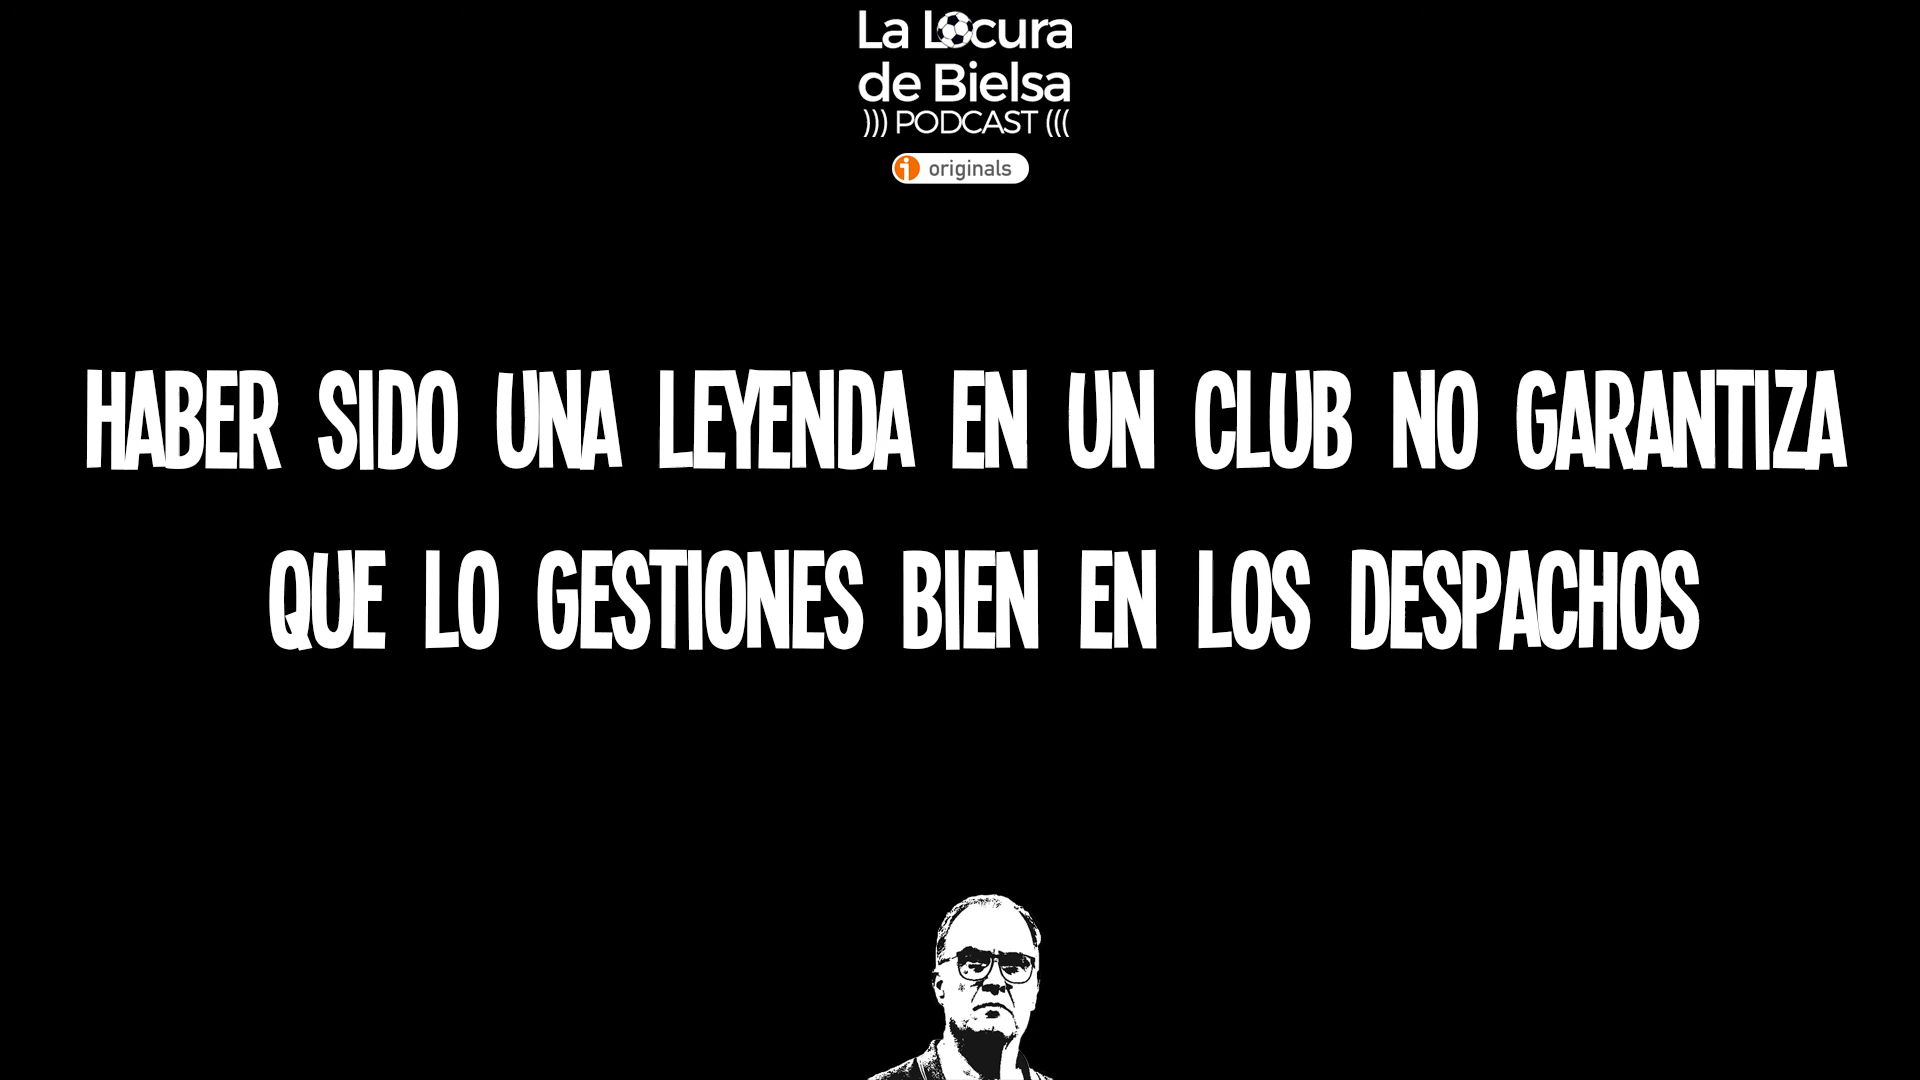 La Locura
de Bielsa
))) PODCAST (((
i originals
HABER SIDO UNA LEYENDA EN UN CLUB NO GARANTIZA
QUE LO GESTIONES BIEN EN LOS DESPACHOS